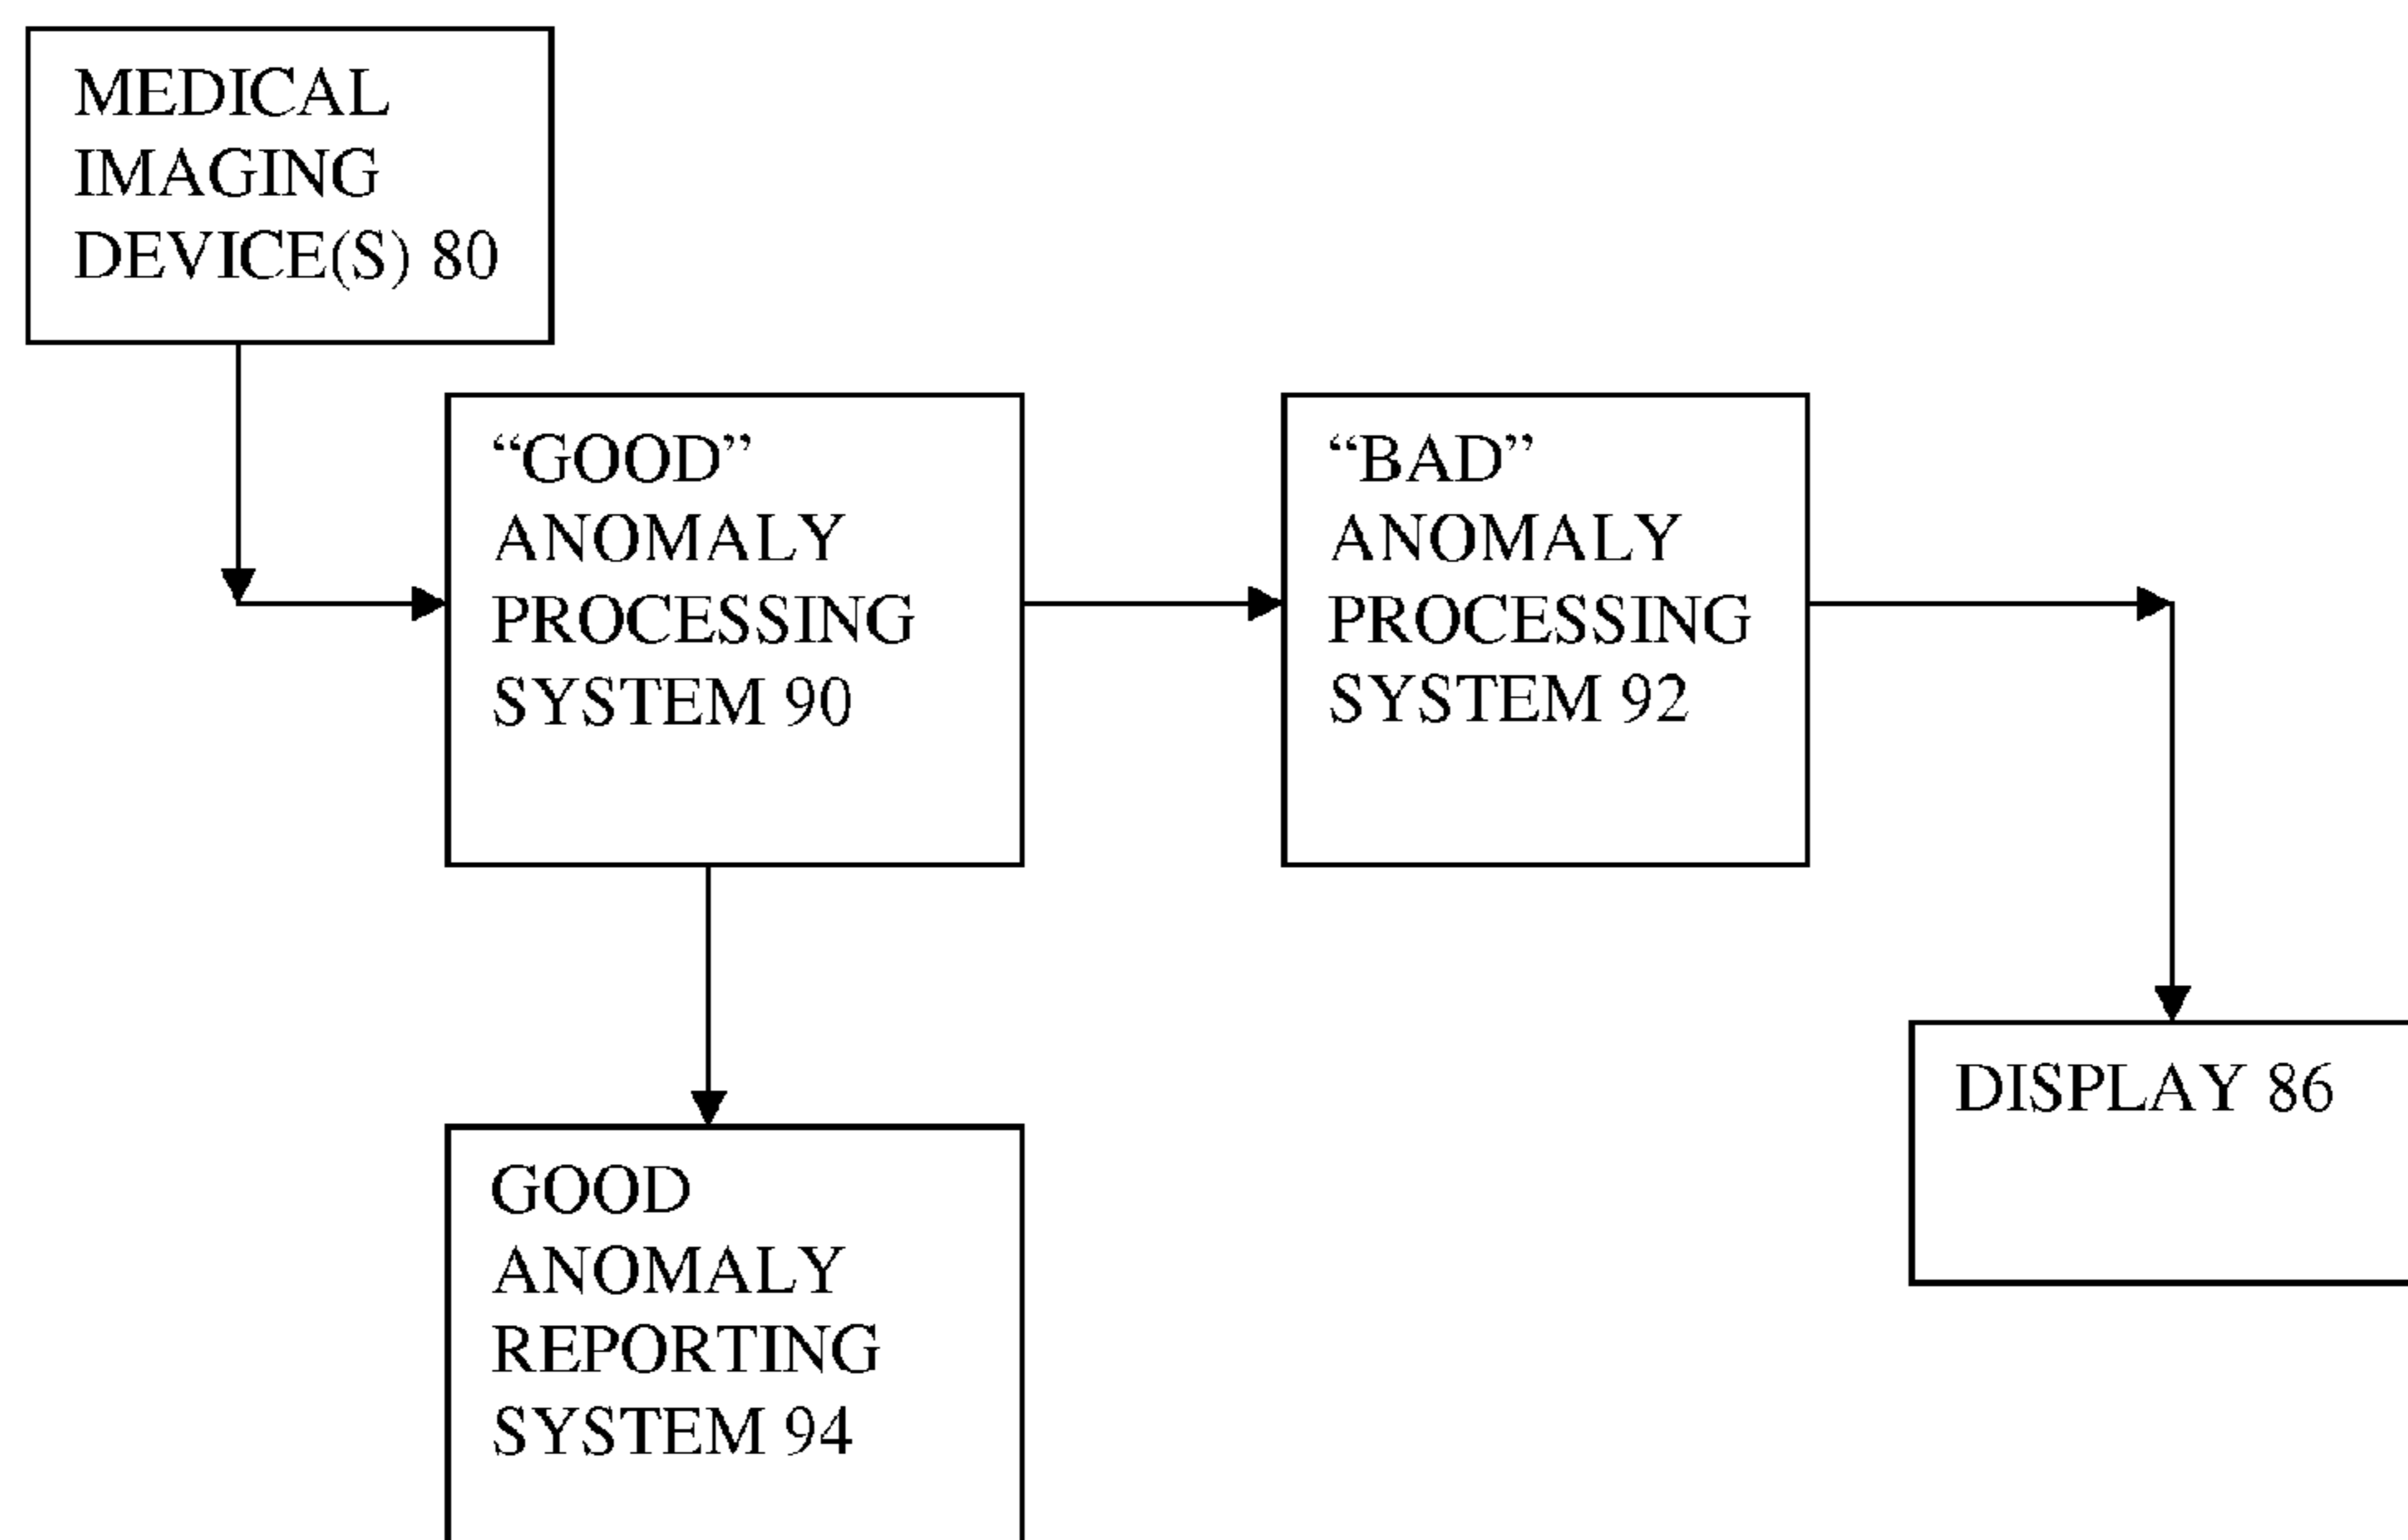 MEDICAL
IMAGING
DEVICE(S) 80
“GOOD”
ANOMALY
PROCESSING
SYSTEM 90
“BAD”
ANOMALY
PROCESSING
SYSTEM 92
DISPLAY 86
GOOD
ANOMALY
REPORTING
SYSTEM 94